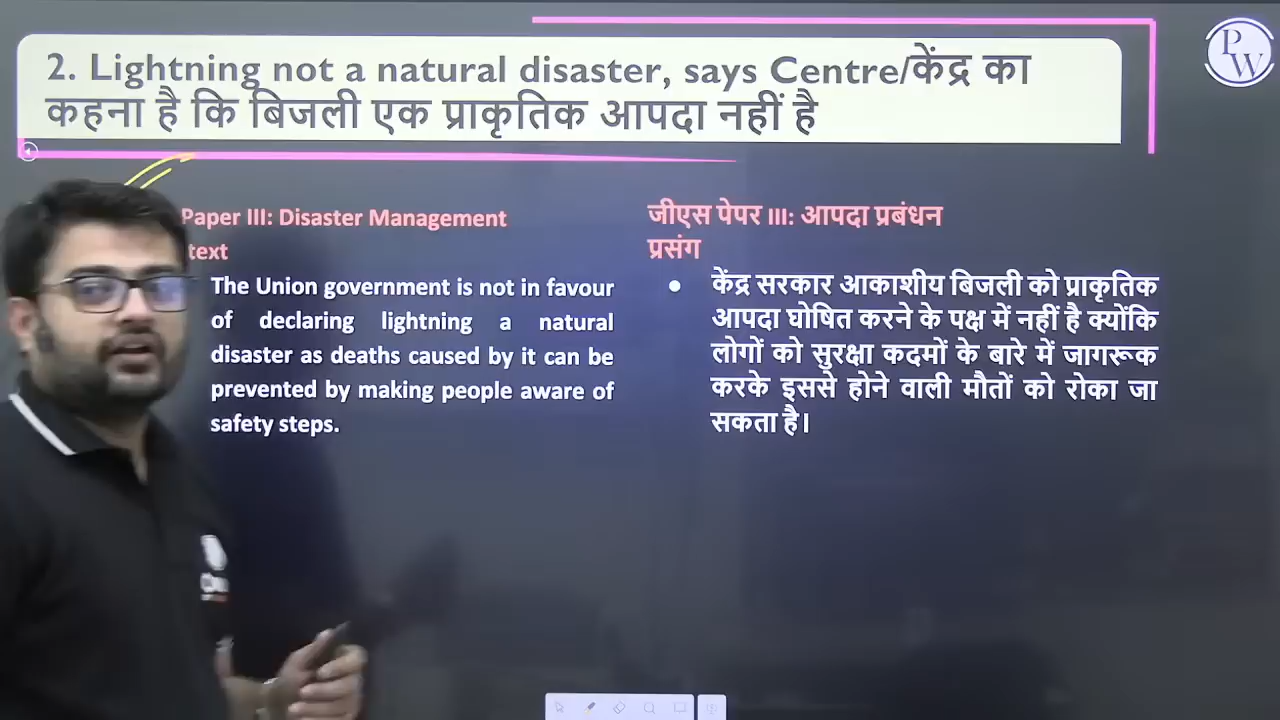 2. Lightning not a natural disaster, says Centre/केंद्र का
कहना है कि बिजली एक प्राकृतिक आपदा नहीं है
P
W
Paper III: Disaster Management
text
The Union government is not in favour
of declaring lightning a natural
disaster as deaths caused by it can be
prevented by making people aware of
safety steps.
जीएस पेपर III: आपदा प्रबंधन
प्रसंग
• केंद्र सरकार आकाशीय बिजली को प्राकृतिक
आपदा घोषित करने के पक्ष में नहीं है क्योंकि
लोगों को सुरक्षा कदमों के बारे में जागरूक
करके इससे होने वाली मौतों को रोका जा
सकता है।